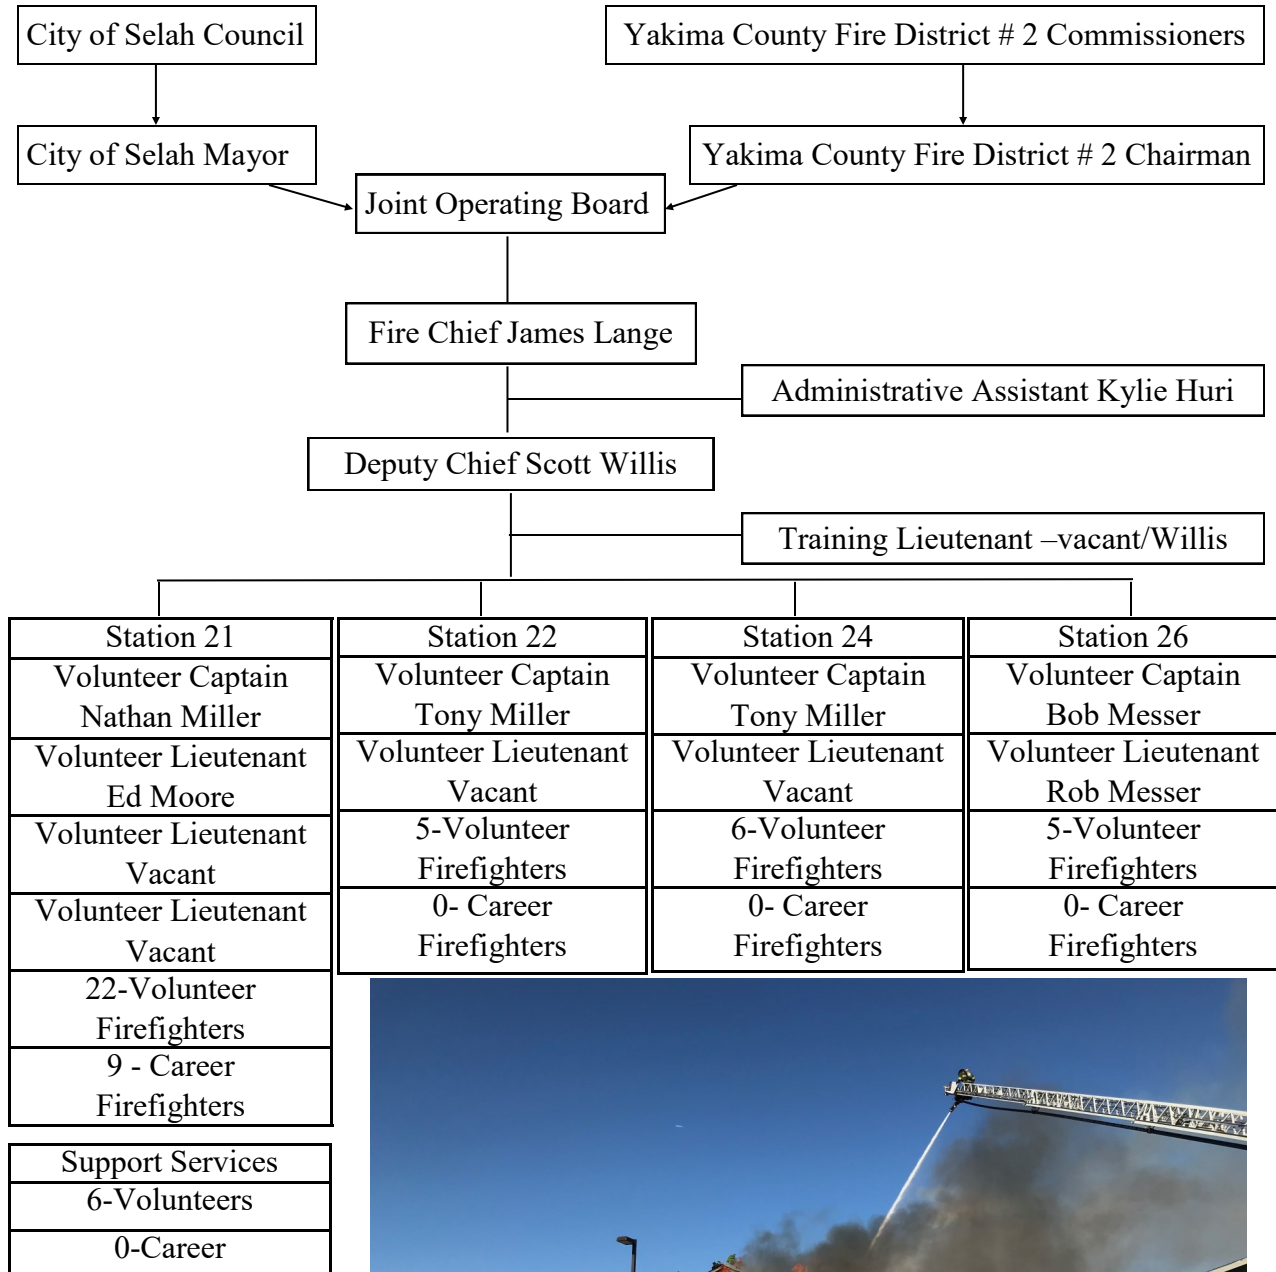 City of Selah Council
Yakima County Fire District # 2 Commissioners
City of Selah Mayor
Yakima County Fire District # 2 Chairman
Joint Operating Board
Fire Chief James Lange
Administrative Assistant Kylie Huri
Deputy Chief Scott Willis
Training Lieutenant –vacant/Willis
Station 21
Volunteer Captain
Nathan Miller
Volunteer Lieutenant
Ed Moore
Volunteer Lieutenant
Vacant
Volunteer Lieutenant
Vacant
22-Volunteer
Firefighters
9 - Career
Firefighters
Station 22
Volunteer Captain
Tony Miller
Volunteer Lieutenant
Vacant
5-Volunteer
Firefighters
0- Career
Firefighters
Station 24
Volunteer Captain
Tony Miller
Volunteer Lieutenant
Vacant
6-Volunteer
Firefighters
0- Career
Firefighters
Station 26
Volunteer Captain
Bob Messer
Volunteer Lieutenant
Rob Messer
5-Volunteer
Firefighters
0- Career
Firefighters
Support Services
6-Volunteers
0-Career